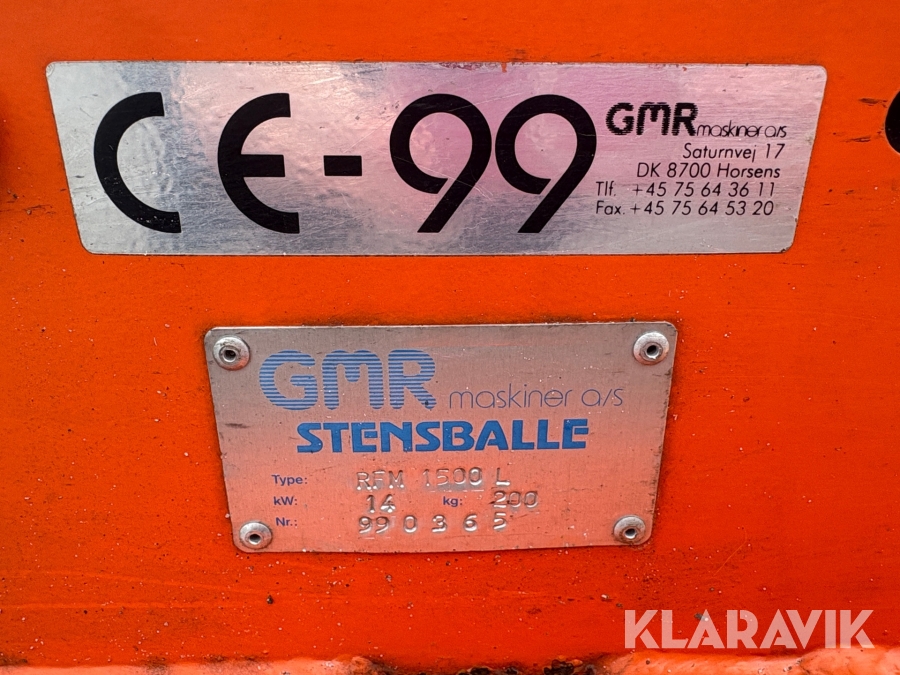 CE-99
GMR maskiner a/s
Saturnvej 17
DK 8700 Horsens
Tlf. +45 75 64 36 11
Fax. +45 75 64 53 20
GMR maskiner a/s
STENSBALLE
Type: RFM 1500 L
kW: 14 kg: 200
Nr.: 990365
KLARAVIK